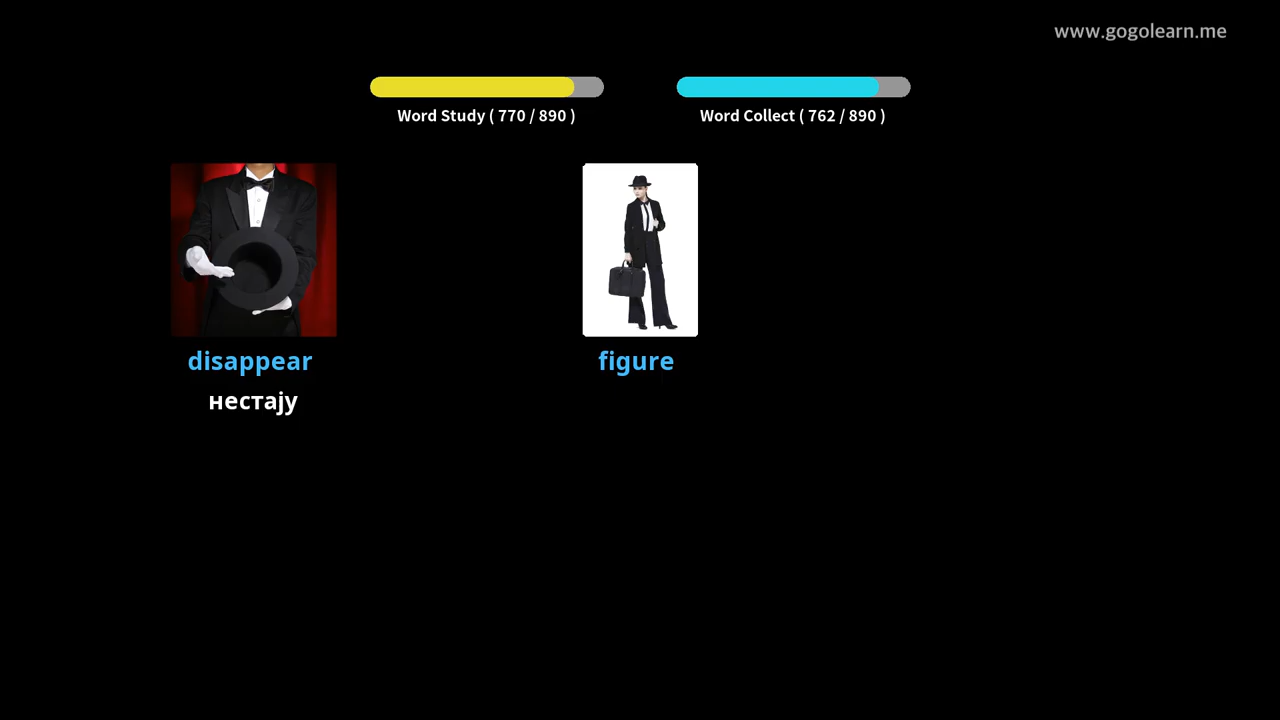 www.gogolearn.me
Word Study ( 770 / 890 )
Word Collect ( 762 / 890 )
disappear
figure
нестају